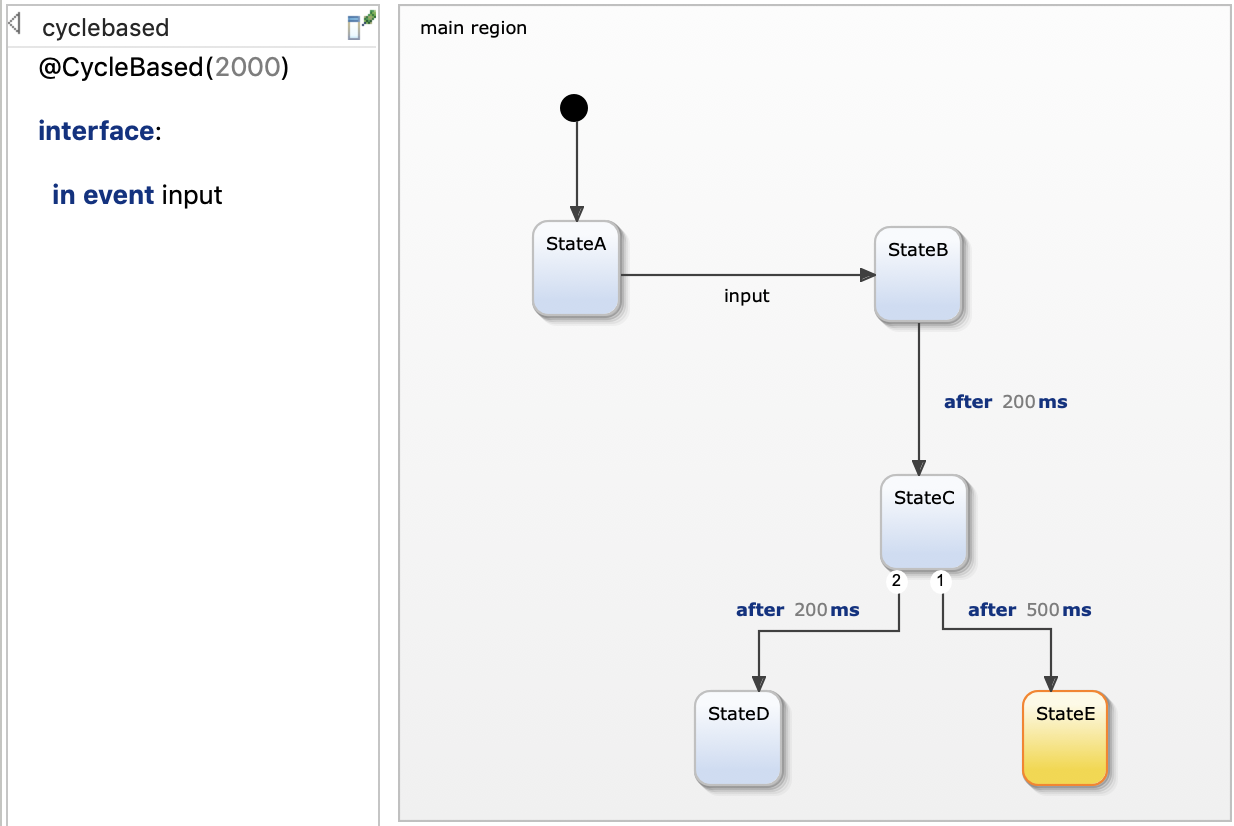 cyclebased
@CycleBased(2000)
interface:
in event input
main region
StateA
StateB
input
after 200 ms
StateC
2
1
after 200 ms
after 500 ms
StateD
StateE